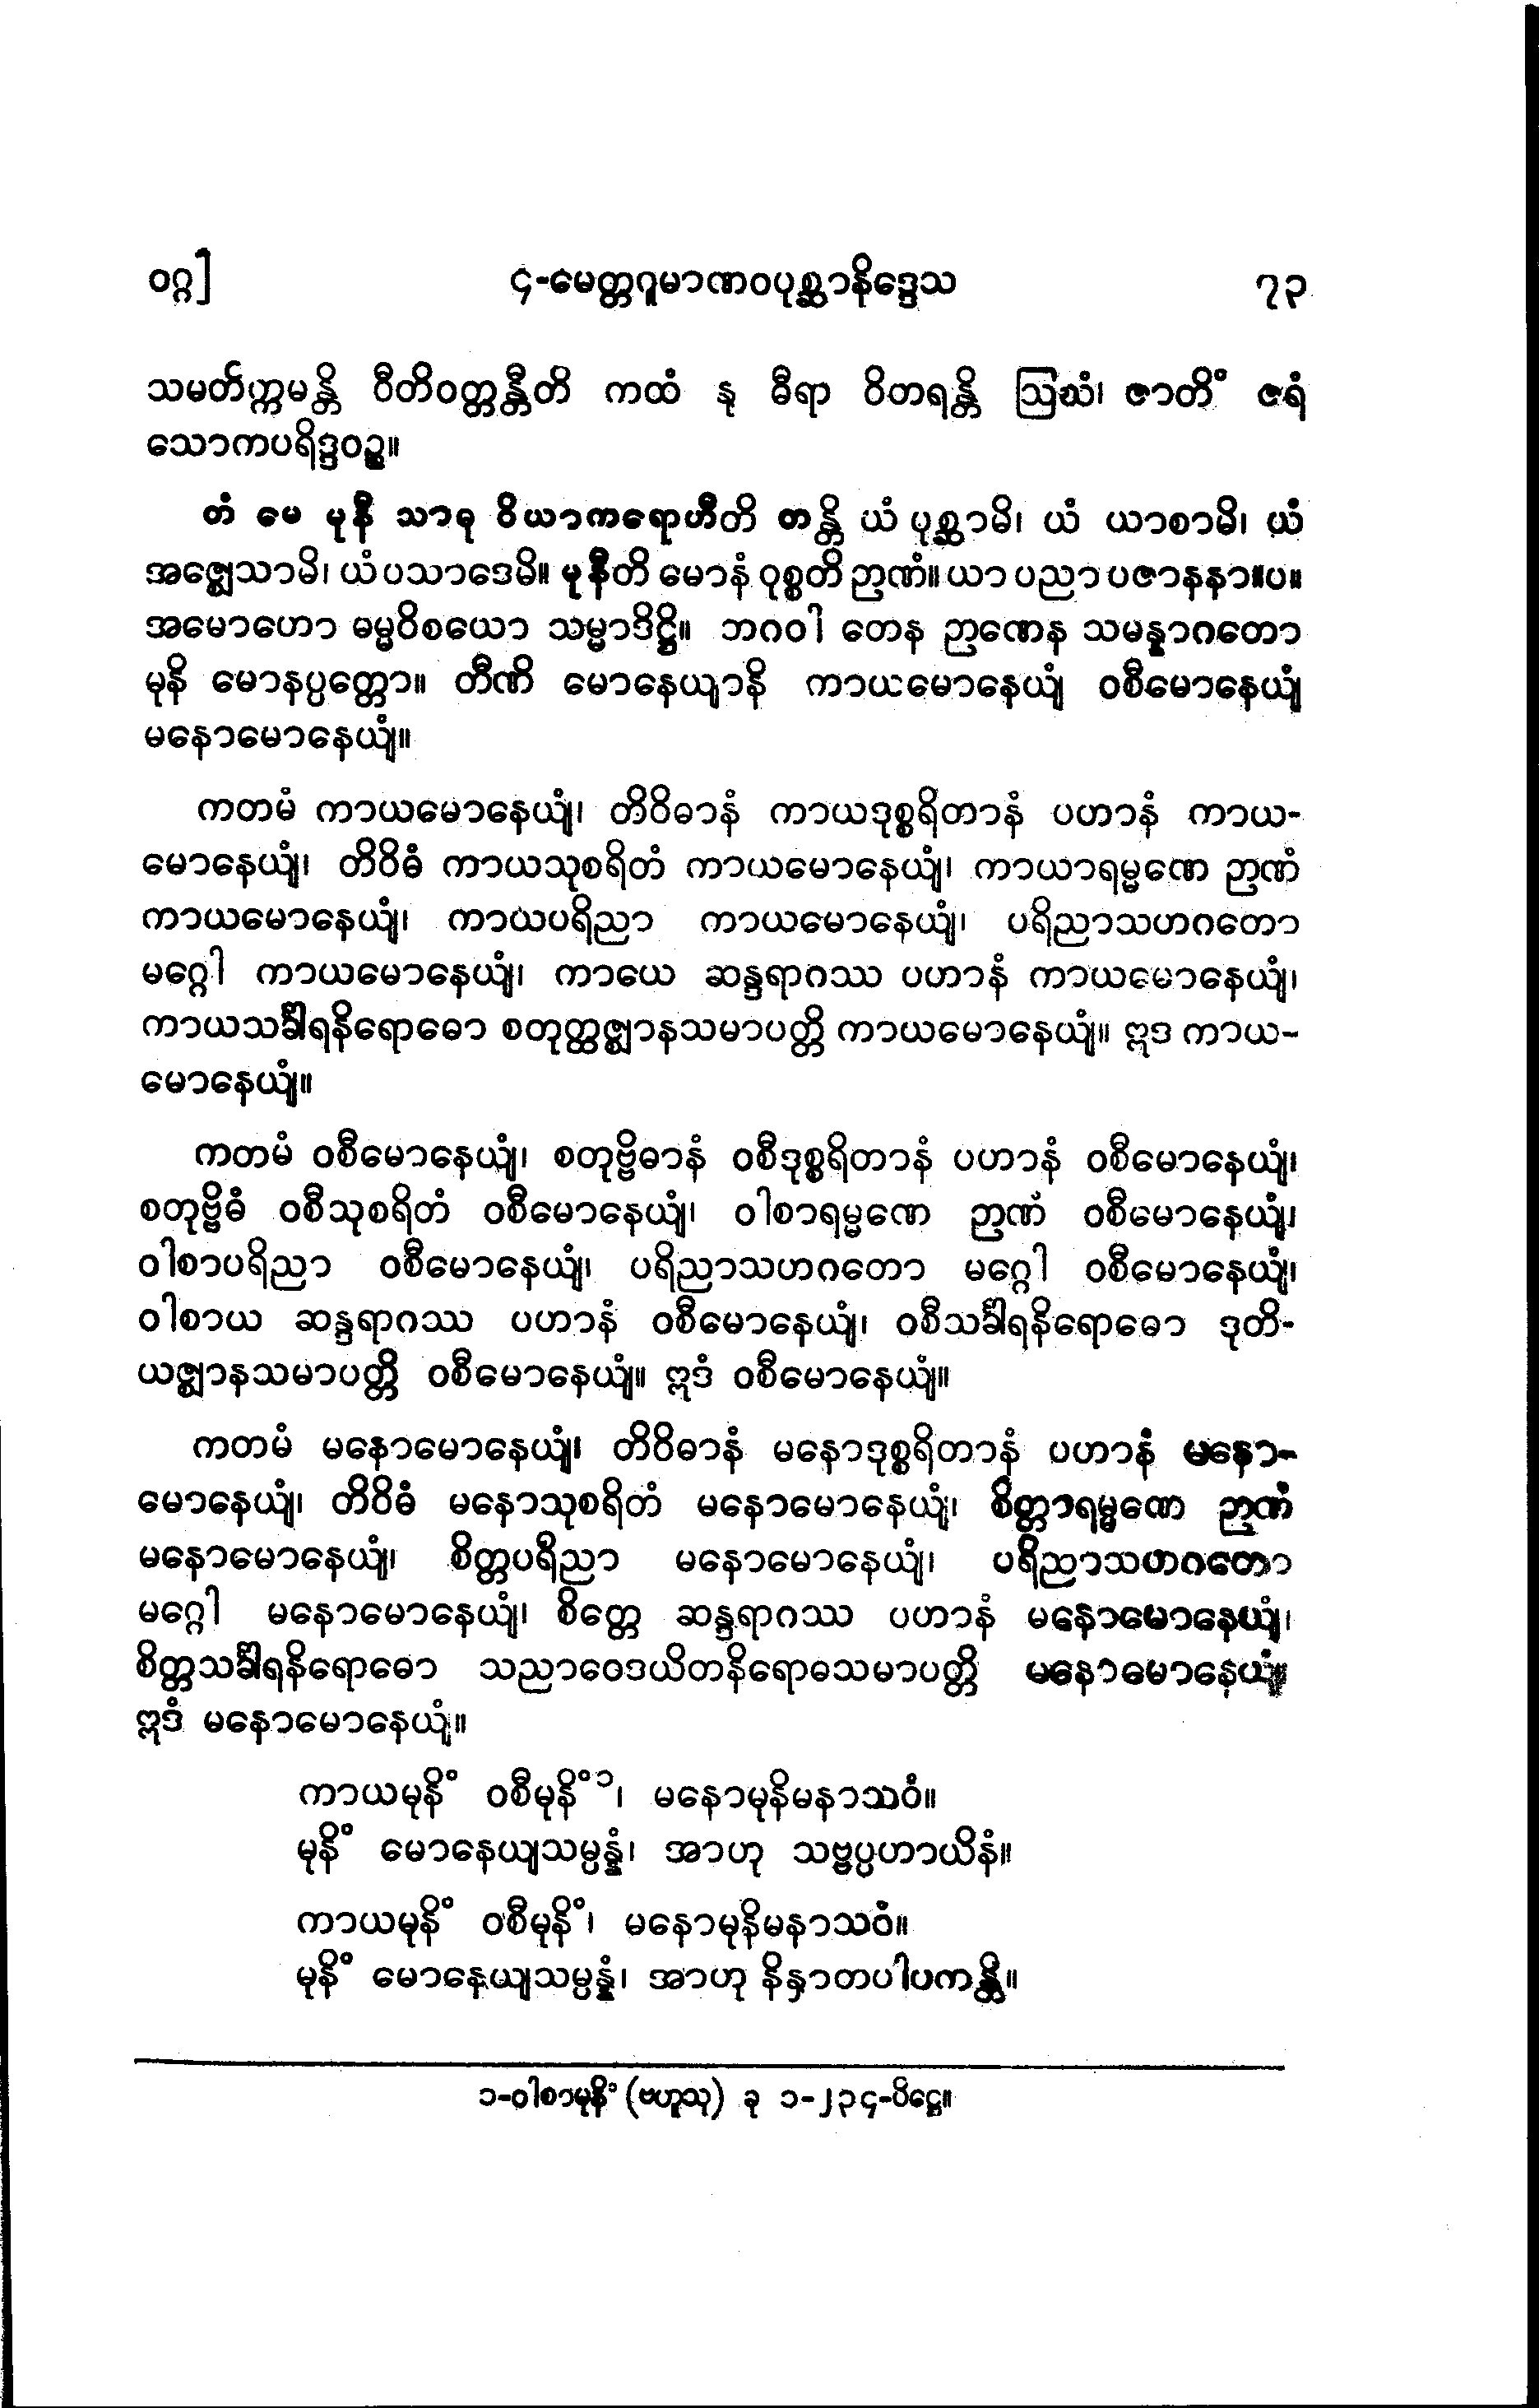 ဝဂ္ဂ]
၄-မေတ္တဂူမာဏဝပုစ္ဆာနိဒ္ဒေသ
၇၃
သမတိက္ကမန္တိ ဝီတိဝတ္တန္တီတိ ကထံ နု ဓီရာ ဝိတရန္တိ ဩဃံ၊ ဇာတိံ ဇရံ
သောကပရိဒ္ဒဝဉ္စ။
တံ မေ မုနီ သာဓု ဝိယာကရောဟီတိ တန္တိ ယံ ပုစ္ဆာမိ၊ ယံ ယာစာမိ၊ ယံ
အဇ္ဈေသာမိ၊ ယံ ပသာဒေမိ။ မုနီတိ မောနံ ဝုစ္စတိ ဉာဏံ။ ယာ ပညာ ပဇာနနာ။ပ။
အမောဟော ဓမ္မဝိစယော သမ္မာဒိဋ္ဌိ။ ဘဂဝါ တေန ဉာဏေန သမန္နာဂတော
မုနိ မောနပ္ပတ္တော။ တီဏိ မောနေယျာနိ ကာယမောနေယျံ ဝစီမောနေယျံ
မနောမောနေယျံ။
ကတမံ ကာယမောနေယျံ၊ တိဝိဓာနံ ကာယဒုစ္စရိတာနံ ပဟာနံ ကာယ-
မောနေယျံ၊ တိဝိဓံ ကာယသုစရိတံ ကာယမောနေယျံ၊ ကာယာရမ္မဏေ ဉာဏံ
ကာယမောနေယျံ၊ ကာယပရိညာ ကာယမောနေယျံ၊ ပရိညာသဟဂတော
မဂ္ဂေါ ကာယမောနေယျံ၊ ကာယေ ဆန္ဒရာဂဿ ပဟာနံ ကာယမောနေယျံ၊
ကာယသင်္ခါရနိရောဓော စတုတ္ထဇ္ဈာနသမာပတ္တိ ကာယမောနေယျံ။ ဣဒ ကာယ-
မောနေယျံ။
ကတမံ ဝစီမောနေယျံ၊ စတုဗ္ဗိဓာနံ ဝစီဒုစ္စရိတာနံ ပဟာနံ ဝစီမောနေယျံ၊
စတုဗ္ဗိဓံ ဝစီသုစရိတံ ဝစီမောနေယျံ၊ ဝါစာရမ္မဏေ ဉာဏံ ဝစီမောနေယျံ၊
ဝါစာပရိညာ ဝစီမောနေယျံ၊ ပရိညာသဟဂတော မဂ္ဂေါ ဝစီမောနေယျံ၊
ဝါစာယ ဆန္ဒရာဂဿ ပဟာနံ ဝစီမောနေယျံ၊ ဝစီသင်္ခါရနိရောဓော ဒုတိ-
ယဇ္ဈာနသမာပတ္တိ ဝစီမောနေယျံ။ ဣဒံ ဝစီမောနေယျံ။
ကတမံ မနောမောနေယျံ၊ တိဝိဓာနံ မနောဒုစ္စရိတာနံ ပဟာနံ မနော-
မောနေယျံ၊ တိဝိဓံ မနောသုစရိတံ မနောမောနေယျံ၊ စိတ္တာရမ္မဏေ ဉာဏံ
မနောမောနေယျံ၊ စိတ္တပရိညာ မနောမောနေယျံ၊ ပရိညာသဟဂတော
မဂ္ဂေါ မနောမောနေယျံ၊ စိတ္တေ ဆန္ဒရာဂဿ ပဟာနံ မနောမောနေယျံ၊
စိတ္တသင်္ခါရနိရောဓော သညာဝေဒယိတနိရောဓသမာပတ္တိ မနောမောနေယျံ။
ဣဒံ မနောမောနေယျံ။
ကာယမုနိံ ဝစီမုနိံ၁၊ မနောမုနိမနာသဝံ။
မုနိံ မောနေယျသမ္ပန္နံ၊ အာဟု သဗ္ဗပ္ပဟာယိနံ။
ကာယမုနိံ ဝစီမုနိံ၊ မနောမုနိမနာသဝံ။
မုနိံ မောနေယျသမ္ပန္နံ၊ အာဟု နိန္ဟာတပါပကန္တိ။
၁-ဝါစာမုနိံ (ဗဟူသု) ခု ၁-၂၃၄-ပိဋ္ဌေ။